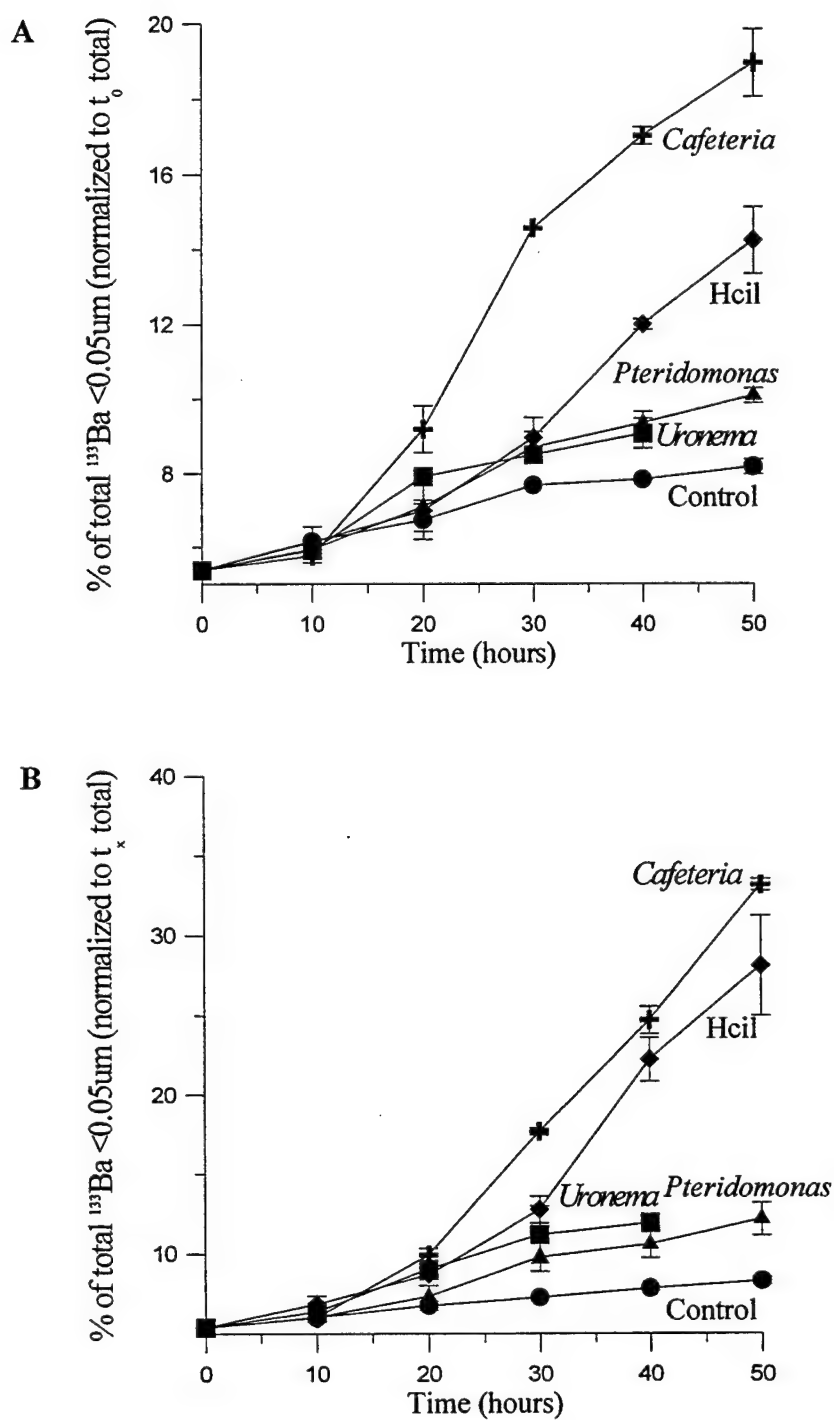 A
% of total ¹³³Ba <0.05um (normalized to t₀ total)
20
16
12
8
Cafeteria
Hcil
Pteridomonas
Uronema
Control
0 10 20 30 40 50
Time (hours)
B
% of total ¹³³Ba <0.05um (normalized to tₓ total)
40
30
20
10
Cafeteria
Hcil
Uronema Pteridomonas
Control
0 10 20 30 40 50
Time (hours)